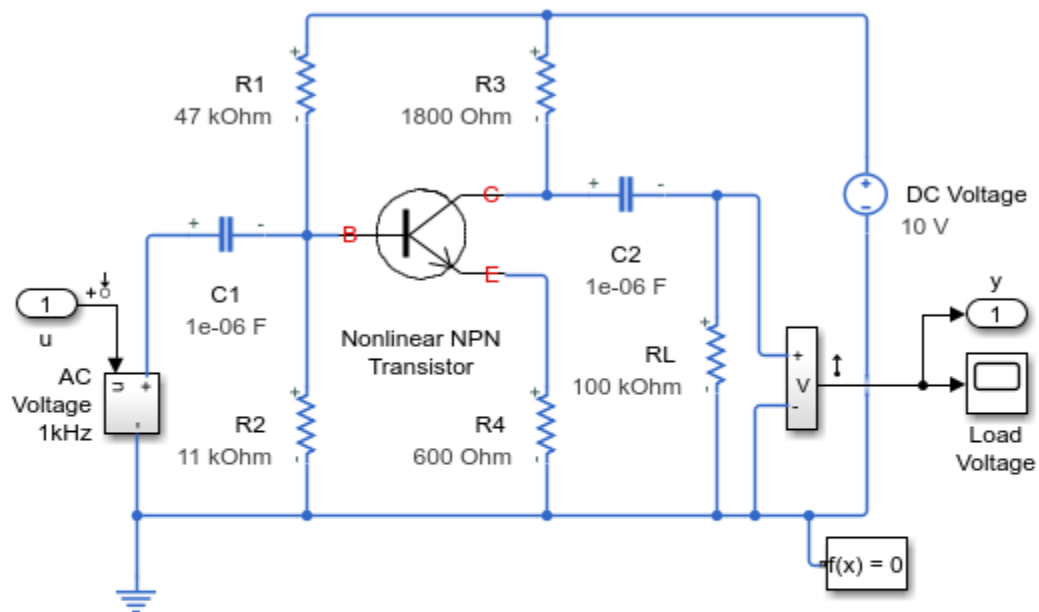 +
R1
47 kOhm
-
+
R3
1800 Ohm
-
+
-
C1
1e-06 F
B
C
E
Nonlinear NPN
Transistor
+
-
C2
1e-06 F
+
-
DC Voltage
10 V
1
u
+
AC
Voltage
1kHz
u
+
-
+
R2
11 kOhm
-
+
R4
600 Ohm
-
+
RL
100 kOhm
-
+
V
-
y
1
Load
Voltage
f(x) = 0